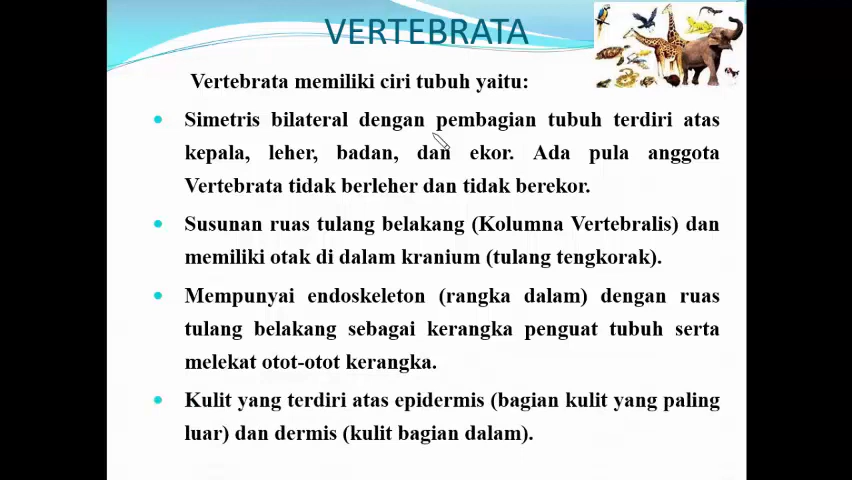 VERTEBRATA
Vertebrata memiliki ciri tubuh yaitu:
• Simetris bilateral dengan pembagian tubuh terdiri atas
kepala, leher, badan, dan ekor. Ada pula anggota
Vertebrata tidak berleher dan tidak berekor.
• Susunan ruas tulang belakang (Kolumna Vertebralis) dan
memiliki otak di dalam kranium (tulang tengkorak).
• Mempunyai endoskeleton (rangka dalam) dengan ruas
tulang belakang sebagai kerangka penguat tubuh serta
melekat otot-otot kerangka.
• Kulit yang terdiri atas epidermis (bagian kulit yang paling
luar) dan dermis (kulit bagian dalam).